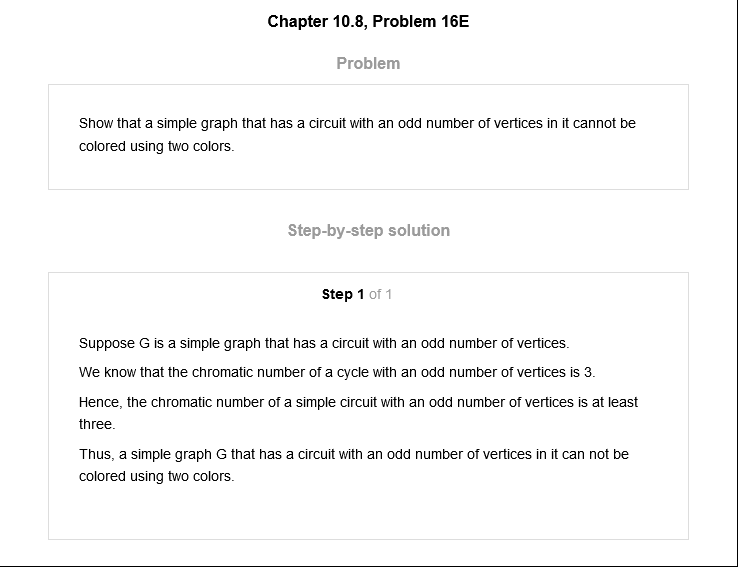 Chapter 10.8, Problem 16E
Problem
Show that a simple graph that has a circuit with an odd number of vertices in it cannot be
colored using two colors.
Step-by-step solution
Step 1 of 1
Suppose G is a simple graph that has a circuit with an odd number of vertices.
We know that the chromatic number of a cycle with an odd number of vertices is 3.
Hence, the chromatic number of a simple circuit with an odd number of vertices is at least
three.
Thus, a simple graph G that has a circuit with an odd number of vertices in it can not be
colored using two colors.